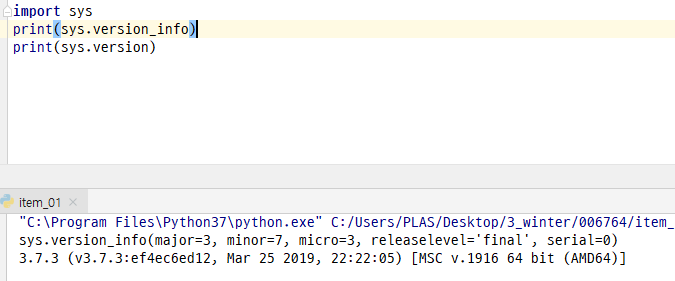 import sys
print(sys.version_info)
print(sys.version)
item_01
"C:\Program Files\Python37\python.exe" C:/Users/PLAS/Desktop/3_winter/006764/item_
sys.version_info(major=3, minor=7, micro=3, releaselevel='final', serial=0)
3.7.3 (v3.7.3:ef4ec6ed12, Mar 25 2019, 22:22:05) [MSC v.1916 64 bit (AMD64)]